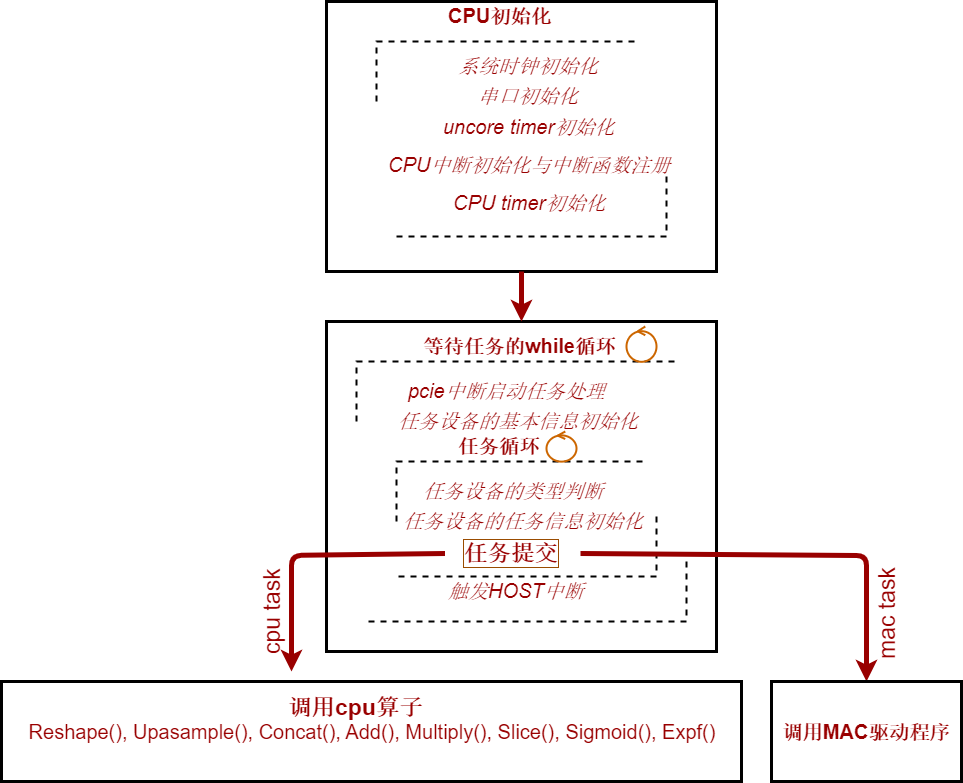 CPU初始化
系统时钟初始化
串口初始化
uncore timer初始化
CPU中断初始化与中断函数注册
CPU timer初始化
等待任务的while循环
pcie中断启动任务处理
任务设备的基本信息初始化
任务循环
任务设备的类型判断
任务设备的任务信息初始化
任务提交
触发HOST中断
cpu task
mac task
调用cpu算子
Reshape(), Upasample(), Concat(), Add(), Multiply(), Slice(), Sigmoid(), Expf()
调用MAC驱动程序